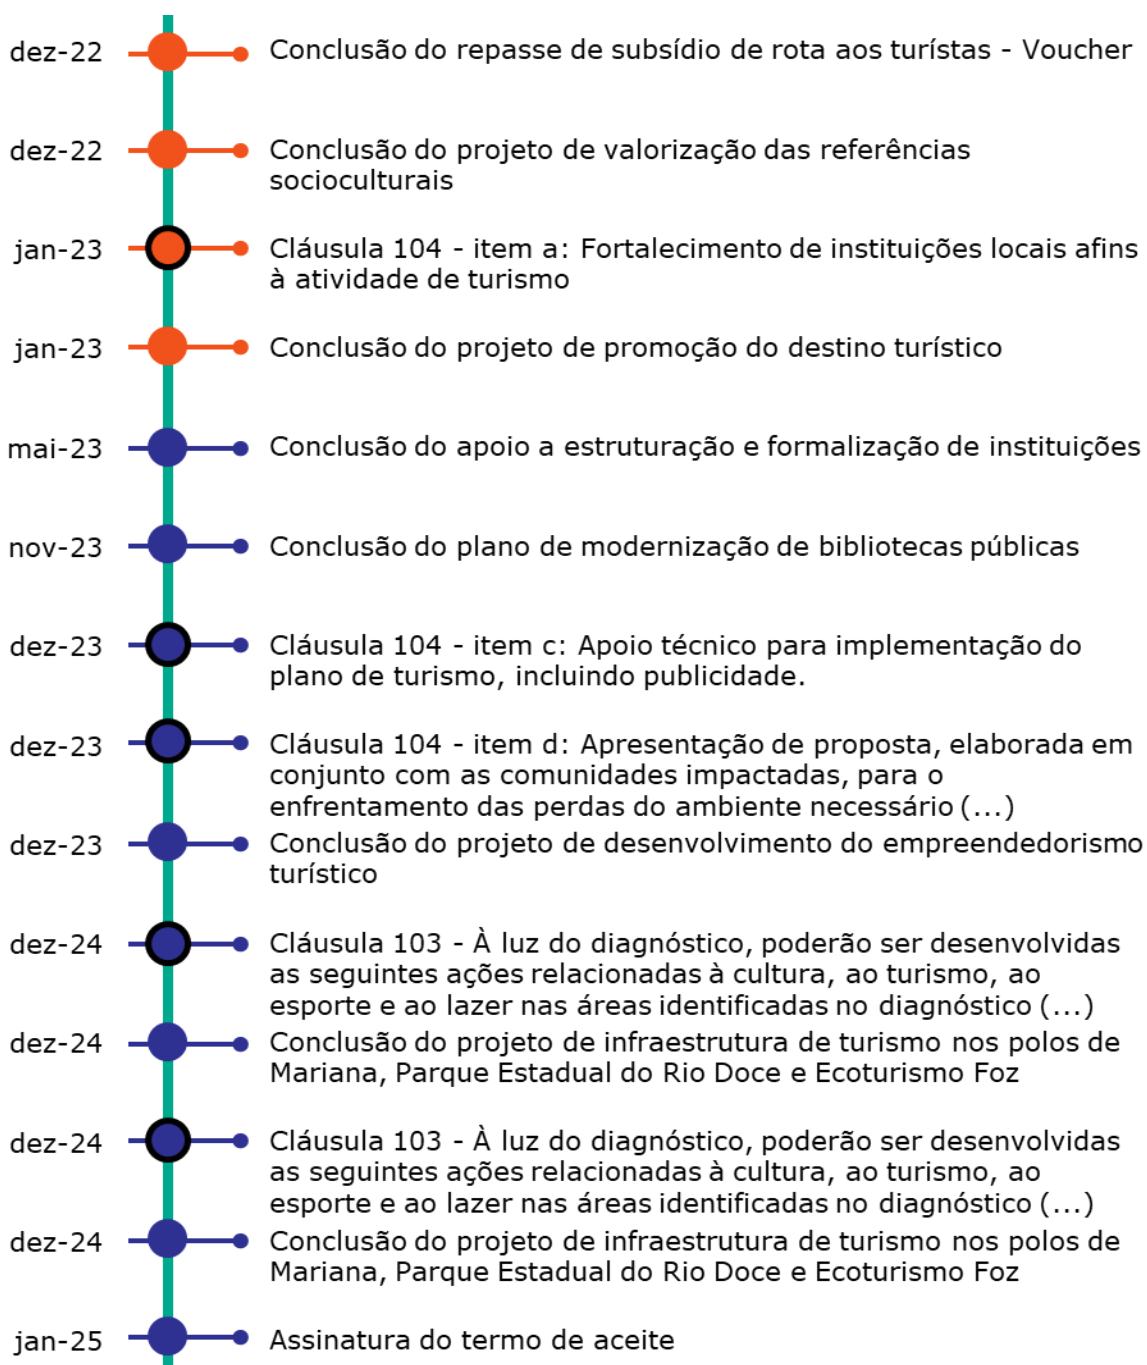 dez-22 Conclusão do repasse de subsídio de rota aos turístas - Voucher
dez-22 Conclusão do projeto de valorização das referências
socioculturais
jan-23 Cláusula 104 - item a: Fortalecimento de instituições locais afins
à atividade de turismo
jan-23 Conclusão do projeto de promoção do destino turístico
mai-23 Conclusão do apoio a estruturação e formalização de instituições
nov-23 Conclusão do plano de modernização de bibliotecas públicas
dez-23 Cláusula 104 - item c: Apoio técnico para implementação do
plano de turismo, incluindo publicidade.
dez-23 Cláusula 104 - item d: Apresentação de proposta, elaborada em
conjunto com as comunidades impactadas, para o
enfrentamento das perdas do ambiente necessário (...)
dez-23 Conclusão do projeto de desenvolvimento do empreendedorismo
turístico
dez-24 Cláusula 103 - À luz do diagnóstico, poderão ser desenvolvidas
as seguintes ações relacionadas à cultura, ao turismo, ao
esporte e ao lazer nas áreas identificadas no diagnóstico (...)
dez-24 Conclusão do projeto de infraestrutura de turismo nos polos de
Mariana, Parque Estadual do Rio Doce e Ecoturismo Foz
dez-24 Cláusula 103 - À luz do diagnóstico, poderão ser desenvolvidas
as seguintes ações relacionadas à cultura, ao turismo, ao
esporte e ao lazer nas áreas identificadas no diagnóstico (...)
dez-24 Conclusão do projeto de infraestrutura de turismo nos polos de
Mariana, Parque Estadual do Rio Doce e Ecoturismo Foz
jan-25 Assinatura do termo de aceite